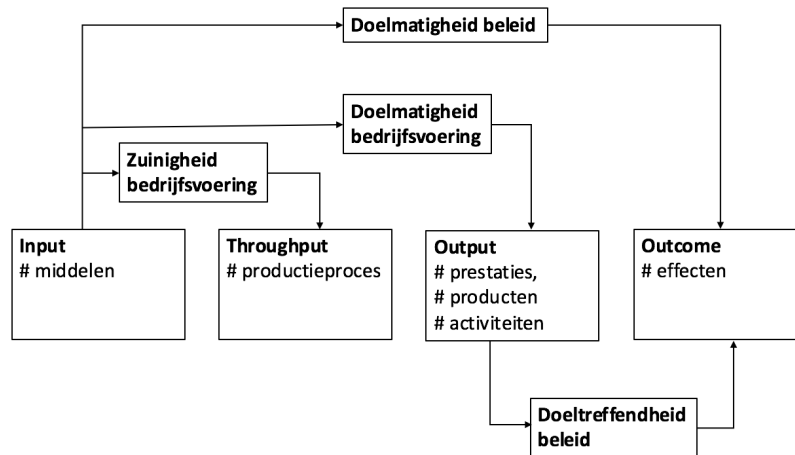 Doelmatigheid beleid
Doelmatigheid
bedrijfsvoering
Zuinigheid
bedrijfsvoering
Input
# middelen
Throughput
# productieproces
Output
# prestaties,
# producten
# activiteiten
Outcome
# effecten
Doeltreffendheid
beleid